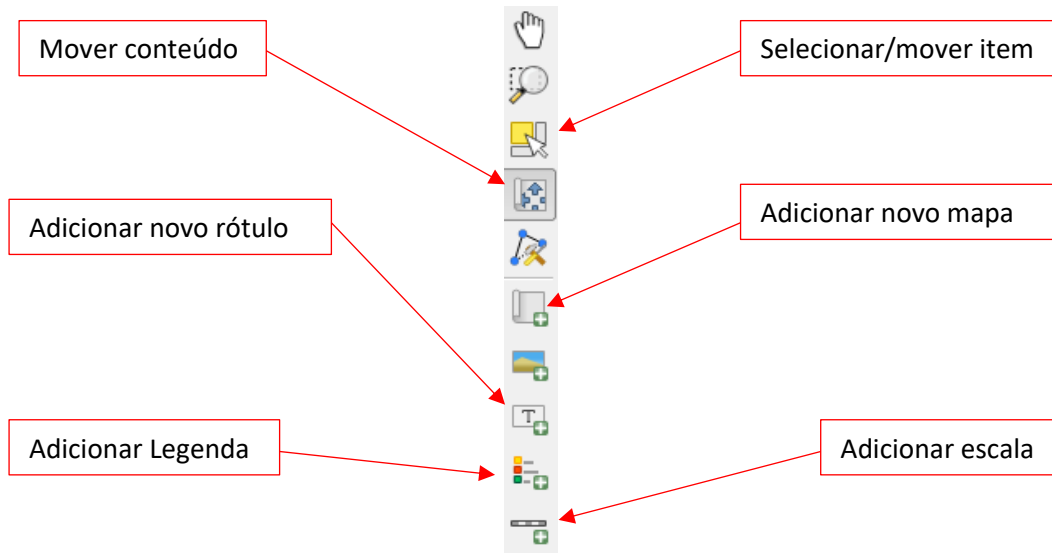 Mover conteúdo
Selecionar/mover item
Adicionar novo rótulo
Adicionar novo mapa
T
Adicionar Legenda
Adicionar escala